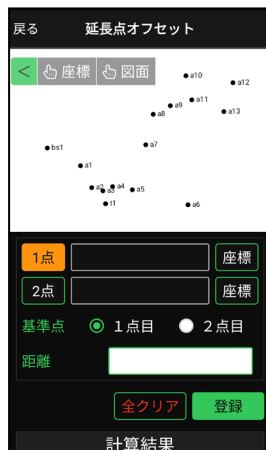 戻る 延長点オフセット
< 座標 図面
a10
a12
a11
a9
a8
a13
bs1
a7
a1
a2 a3 a4 a5
t1
a6
1点 座標
2点 座標
基準点 1点目 2点目
距離
全クリア 登録
計算結果